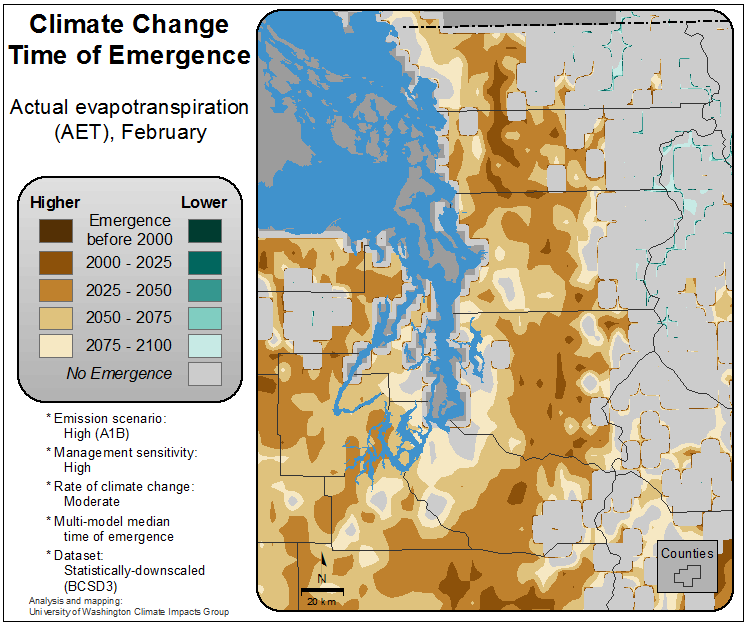 Climate Change
Time of Emergence
Actual evapotranspiration
(AET), February
Higher
Lower
Emergence
before 2000
2000 - 2025
2025 - 2050
2050 - 2075
2075 - 2100
No Emergence
* Emission scenario:
High (A1B)
* Management sensitivity:
High
* Rate of climate change:
Moderate
* Multi-model median
time of emergence
* Dataset:
Statistically-downscaled
(BCSD3)
Analysis and mapping:
University of Washington Climate Impacts Group
N
20 km
Counties